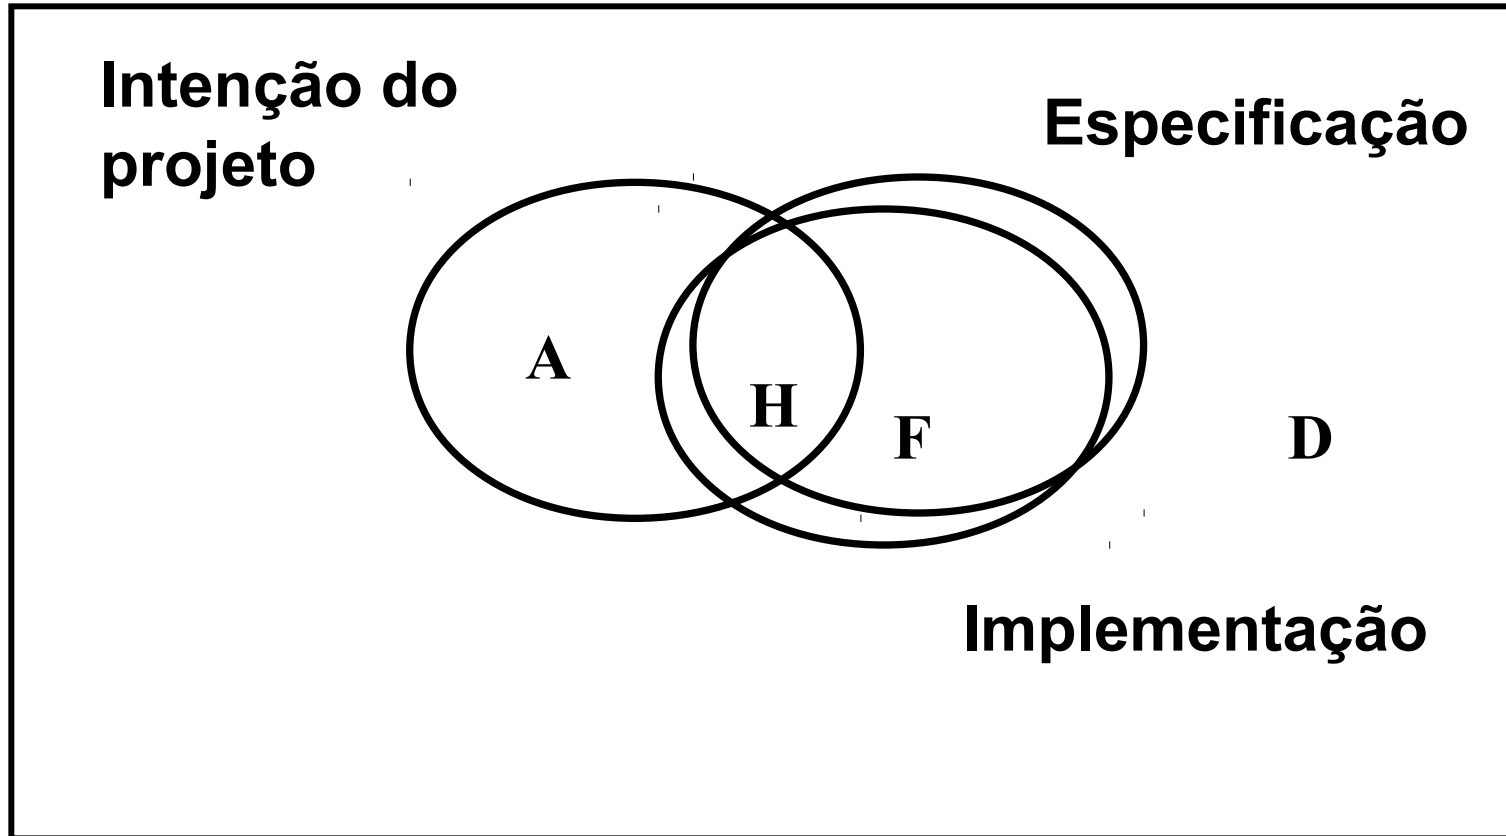 Intenção do
projeto
Especificação
A
H
F
D
Implementação